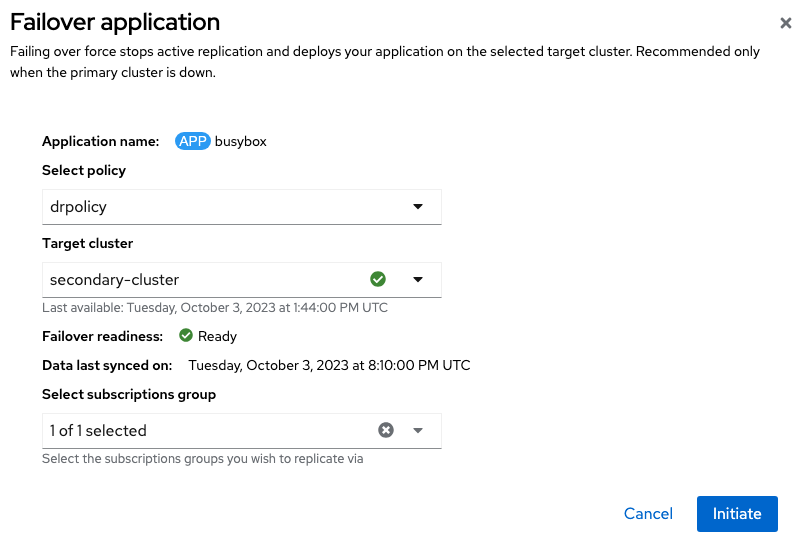 Failover application
Failing over force stops active replication and deploys your application on the selected target cluster. Recommended only
when the primary cluster is down.
Application name: APP busybox
Select policy
drpolicy
Target cluster
secondary-cluster
Last available: Tuesday, October 3, 2023 at 1:44:00 PM UTC
Failover readiness: Ready
Data last synced on: Tuesday, October 3, 2023 at 8:10:00 PM UTC
Select subscriptions group
1 of 1 selected
Select the subscriptions groups you wish to replicate via
Cancel Initiate